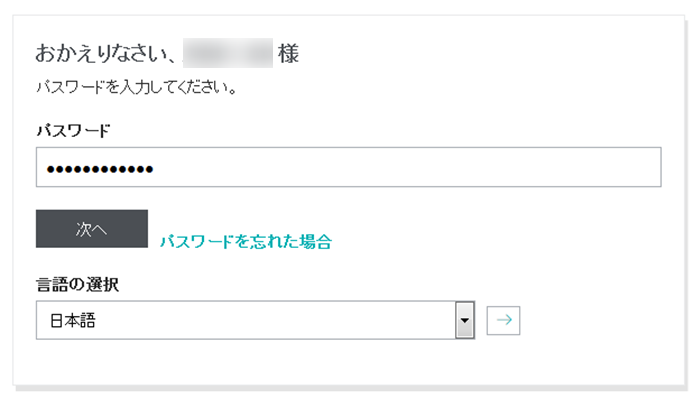 おかえりなさい、 様
パスワードを入力してください。
パスワード
••••••••••••
次へ
パスワードを忘れた場合
言語の選択
日本語